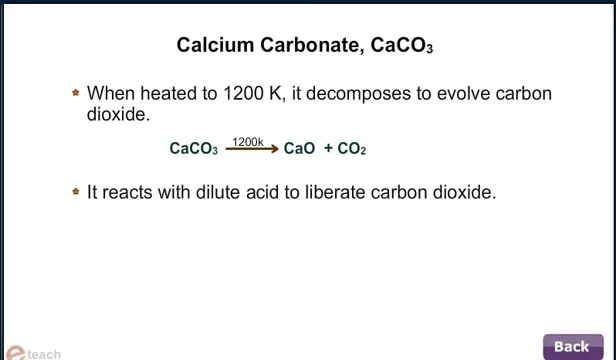 Calcium Carbonate, CaCO₃
When heated to 1200 K, it decomposes to evolve carbon
dioxide.
CaCO₃ 1200k CaO + CO₂
It reacts with dilute acid to liberate carbon dioxide.
e teach
Back